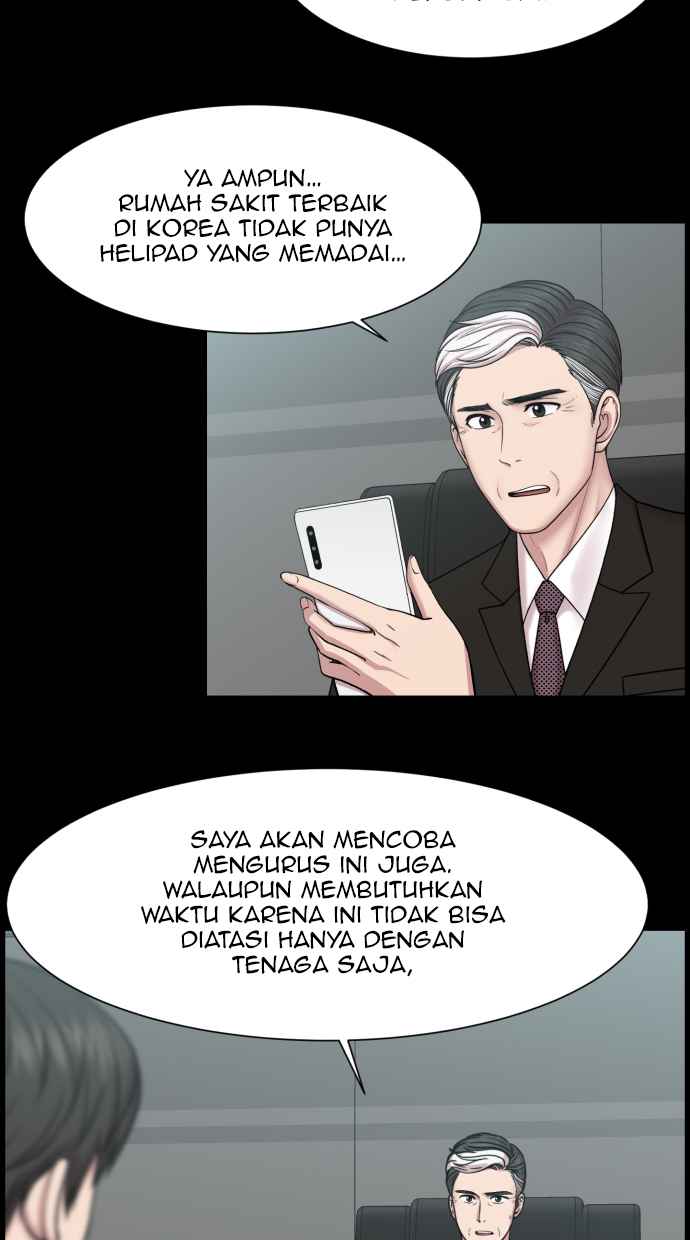 YA AMPUN...
RUMAH SAKIT TERBAIK
DI KOREA TIDAK PUNYA
HELIPAD YANG MEMADAI...
SAYA AKAN MENCOBA
MENGURUS INI JUGA.
WALAUPUN MEMBUTUHKAN
WAKTU KARENA INI TIDAK BISA
DIATASI HANYA DENGAN
TENAGA SAJA,